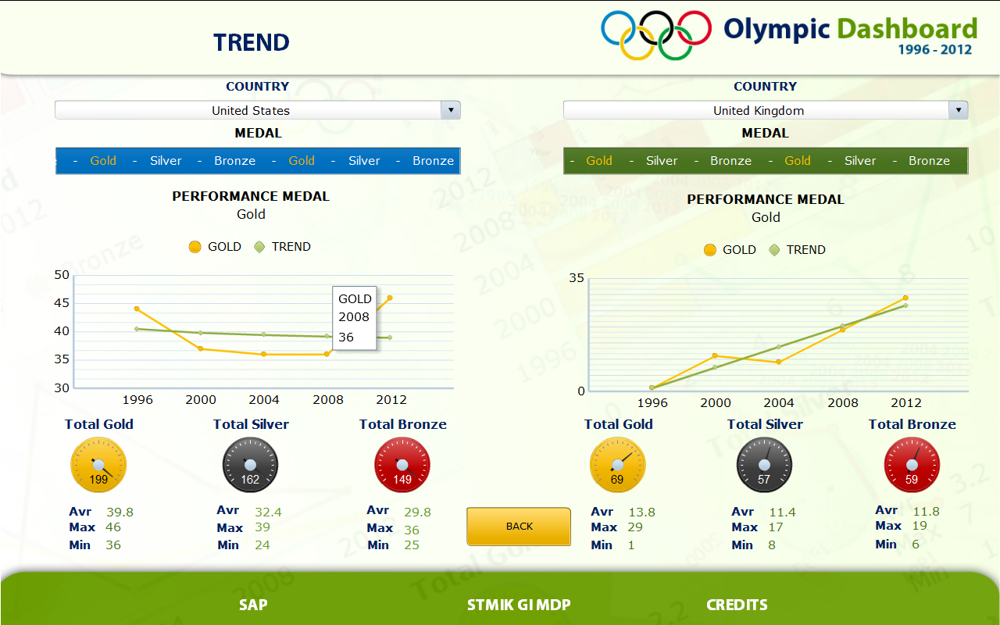 TREND
Olympic Dashboard
1996 - 2012
COUNTRY
United States
MEDAL
- Gold - Silver - Bronze - Gold - Silver - Bronze
PERFORMANCE MEDAL
Gold
GOLD TREND
50
45
40
35
30
GOLD
2008
36
1996 2000 2004 2008 2012
Total Gold Total Silver Total Bronze
199 162 149
Avr 39.8 Avr 32.4 Avr 29.8
Max 46 Max 39 Max 36
Min 36 Min 24 Min 25
COUNTRY
United Kingdom
MEDAL
- Gold - Silver - Bronze - Gold - Silver - Bronze
PERFORMANCE MEDAL
Gold
GOLD TREND
35
0
1996 2000 2004 2008 2012
Total Gold Total Silver Total Bronze
69 57 59
Avr 13.8 Avr 11.4 Avr 11.8
Max 29 Max 17 Max 19
Min 1 Min 8 Min 6
BACK
SAP STMIK GI MDP CREDITS